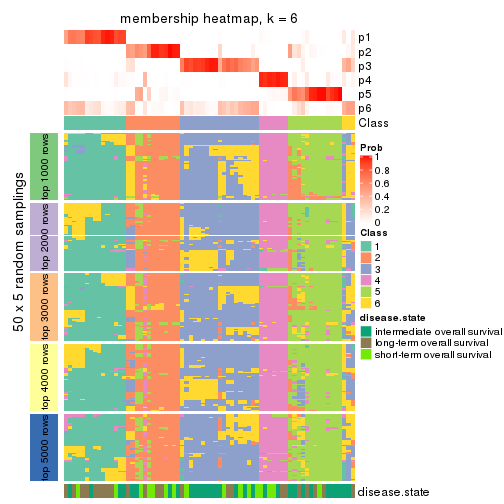 membership heatmap, k = 6
p1
p2
p3
p4
p5
p6
Class
50 x 5 random samplings
top 1000 rows
top 2000 rows
top 3000 rows
top 4000 rows
top 5000 rows
Prob
1
0.8
0.6
0.4
0.2
0
Class
1
2
3
4
5
6
disease.state
intermediate overall survival
long-term overall survival
short-term overall survival
disease.state